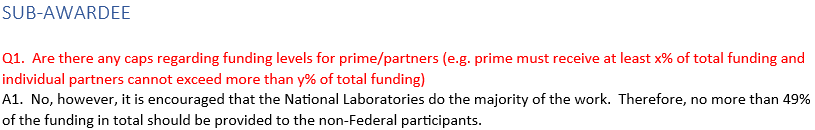 SUB-AWARDEE
Q1.  Are there any caps regarding funding levels for prime/partners (e.g. prime must receive at least x% of total funding and
individual partners cannot exceed more than y% of total funding)
A1.  No, however, it is encouraged that the National Laboratories do the majority of the work.  Therefore, no more than 49%
of the funding in total should be provided to the non-Federal participants.